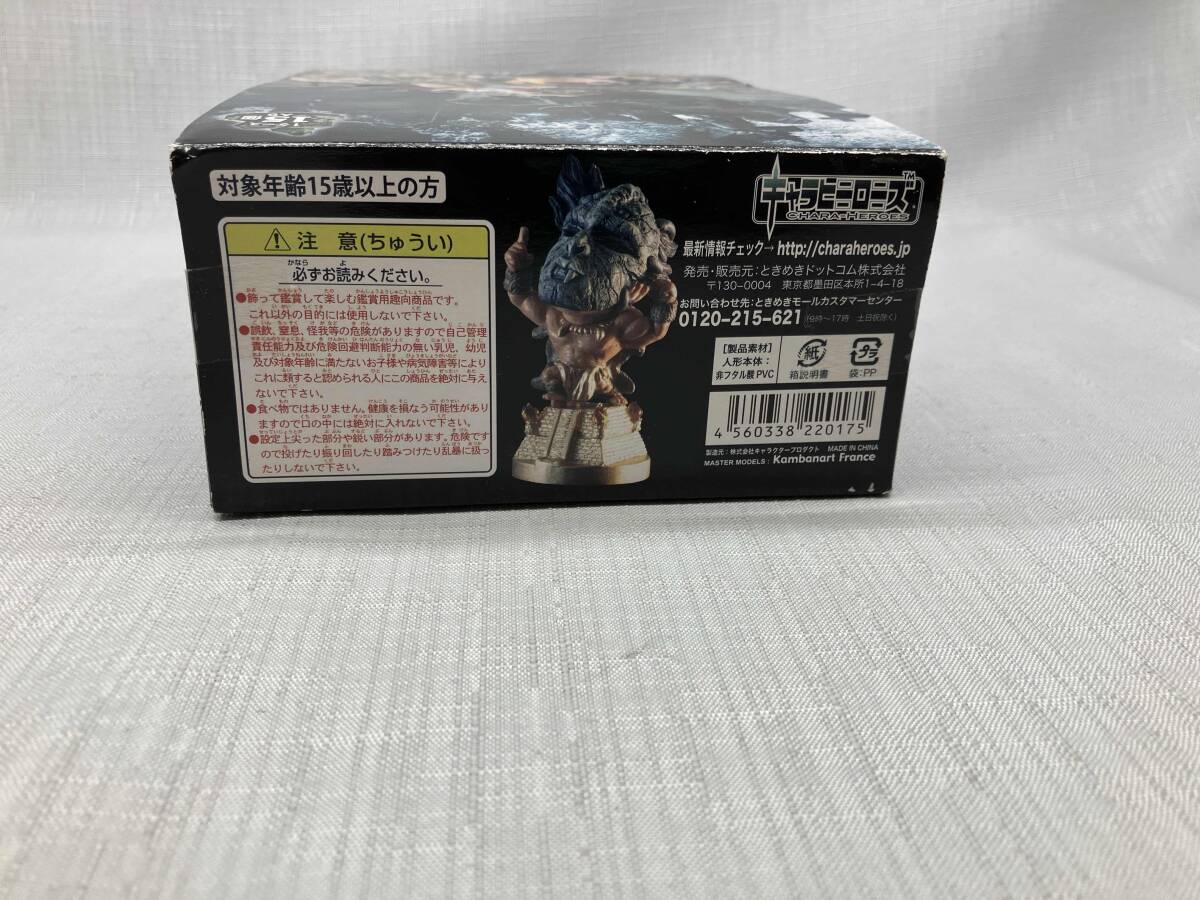 対象年齢15歳以上の方
注 意(ちゅうい)
必ずお読みください。
●飾って鑑賞して楽しむ鑑賞用趣向商品です。
これ以外の目的には使用しないで下さい。
●誤飲、窒息、怪我等の危険がありますので自己管理
責任能力及び危険回避判断能力の無い乳児、幼児
及び対象年齢に満たないお子様や病気障害等により
これに類すると認められる人にこの商品を絶対に与え
ないで下さい。
●食べ物ではありません。健康を損なう可能性があり
ますので口の中には絶対に入れないで下さい。
●設定上尖った部分や鋭い部分があります。危険です
ので投げたり振り回したり踏みつけたり乱暴に扱っ
たりしないで下さい。
キャラヒーローズ TM
CHARA-HEROES
最新情報チェック→http://charaheroes.jp
発売・販売元：ときめきドットコム株式会社
〒130-0004 東京都墨田区本所1-4-18
お問い合わせ先：ときめきモールカスタマーセンター
0120-215-621 (9時〜17時 土日祝除く)
【製品素材】
人形本体：
非フタル酸PVC
紙
箱説明書
プラ
袋：PP
4 560338 220175
製造元：株式会社キャラクタープロダクト MADE IN CHINA
MASTER MODELS：Kambanart France